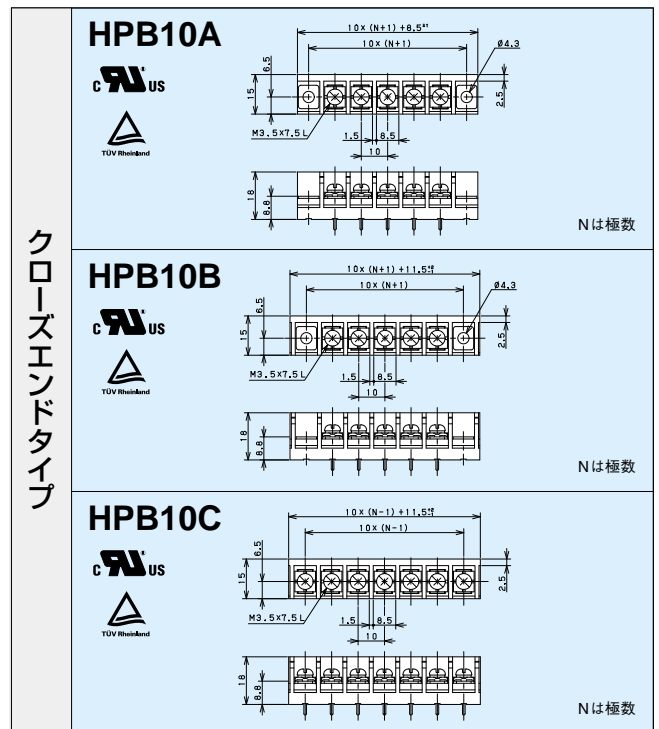 クローズエンドタイプ
HPB10A
c RU US
TÜV Rheinland
10×(N+1)+8.5±1
10×(N+1)
Ø4.3
6.5
15
2.5
M3.5×7.5L
1.5
8.5
10
18
8.8
Nは極数
HPB10B
c RU US
TÜV Rheinland
10×(N+1)+11.5
10×(N+1)
Ø4.3
6.5
15
2.5
M3.5×7.5L
1.5
8.5
10
18
8.8
Nは極数
HPB10C
c RU US
TÜV Rheinland
10×(N-1)+11.5
10×(N-1)
6.5
15
2.5
M3.5×7.5L
1.5
8.5
10
18
8.8
Nは極数